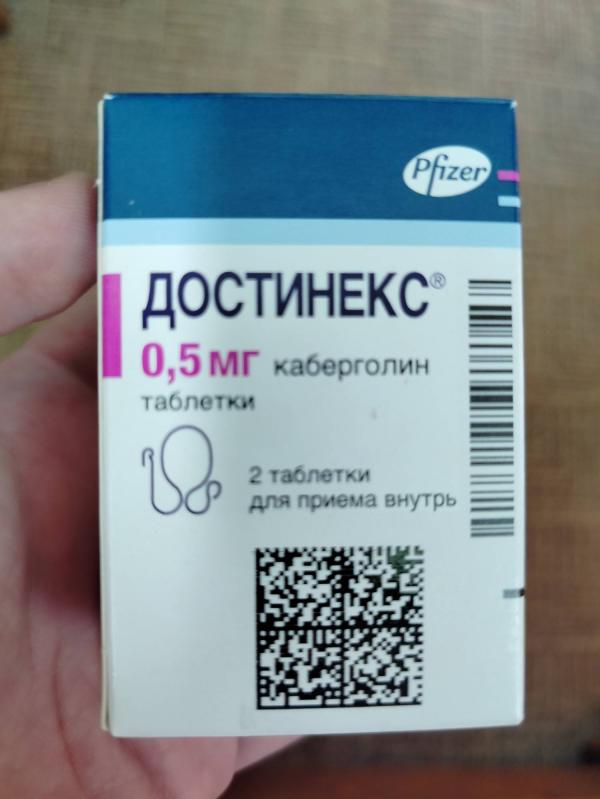 Pfizer
ДОСТИНЕКС®
0,5 мг каберголин
таблетки
2 таблетки
для приема внутрь